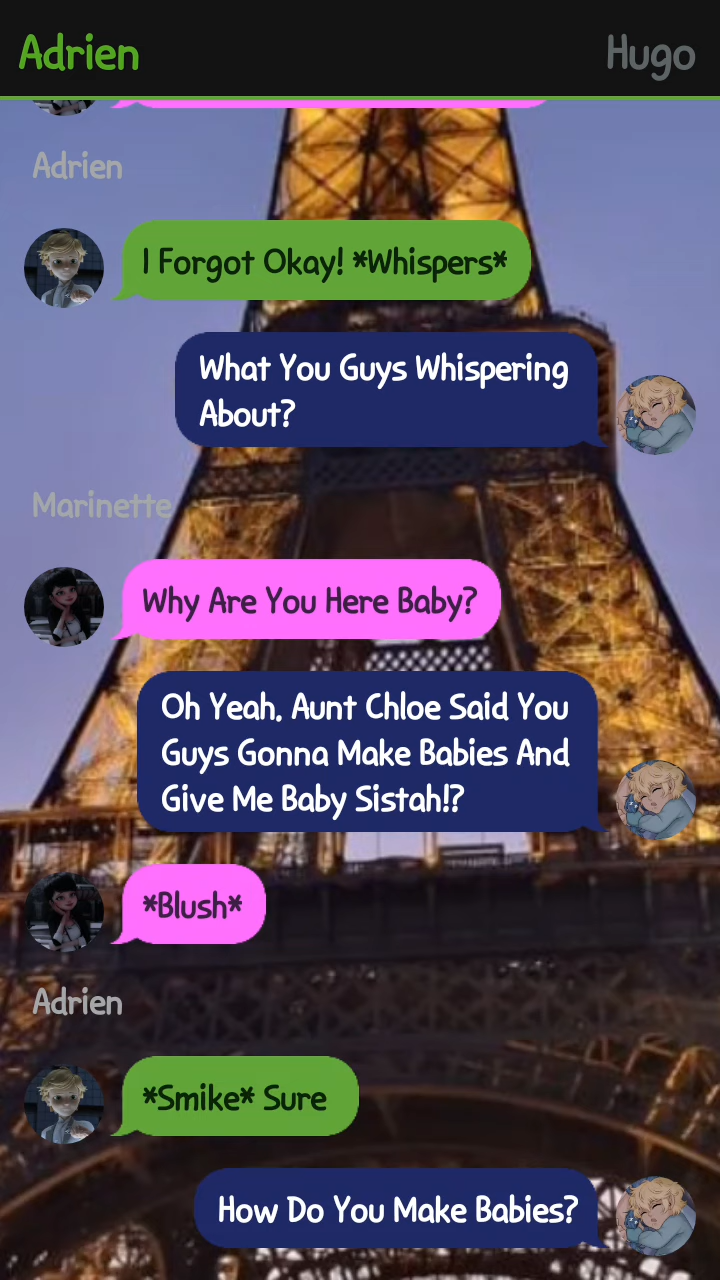 Adrien
Hugo
Adrien
I Forgot Okay! *Whispers*
What You Guys Whispering
About?
Marinette
Why Are You Here Baby?
Oh Yeah, Aunt Chloe Said You
Guys Gonna Make Babies And
Give Me Baby Sistah!?
*Blush*
Adrien
*Smike* Sure
How Do You Make Babies?